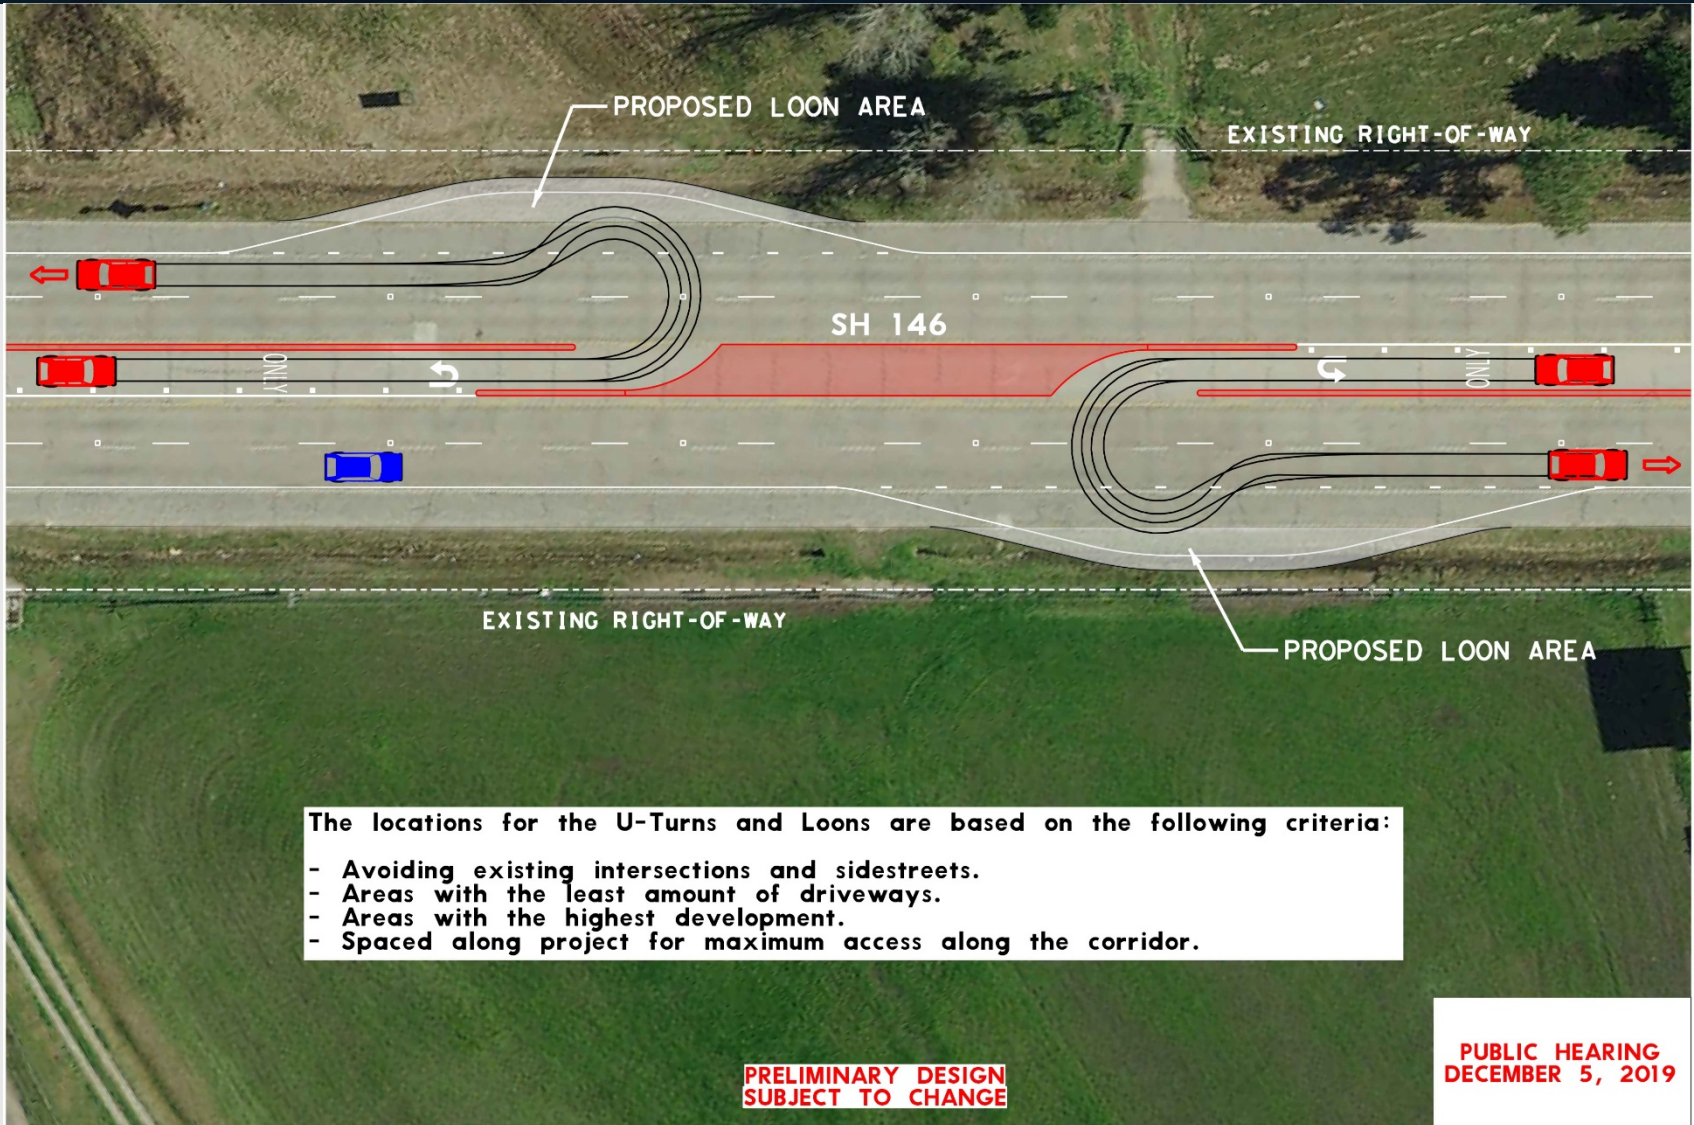 PROPOSED LOON AREA
EXISTING RIGHT-OF-WAY
SH 146
ONLY
ONLY
EXISTING RIGHT-OF-WAY
PROPOSED LOON AREA
The locations for the U-Turns and Loons are based on the following criteria:
- Avoiding existing intersections and sidestreets.
- Areas with the least amount of driveways.
- Areas with the highest development.
- Spaced along project for maximum access along the corridor.
PRELIMINARY DESIGN
SUBJECT TO CHANGE
PUBLIC HEARING
DECEMBER 5, 2019